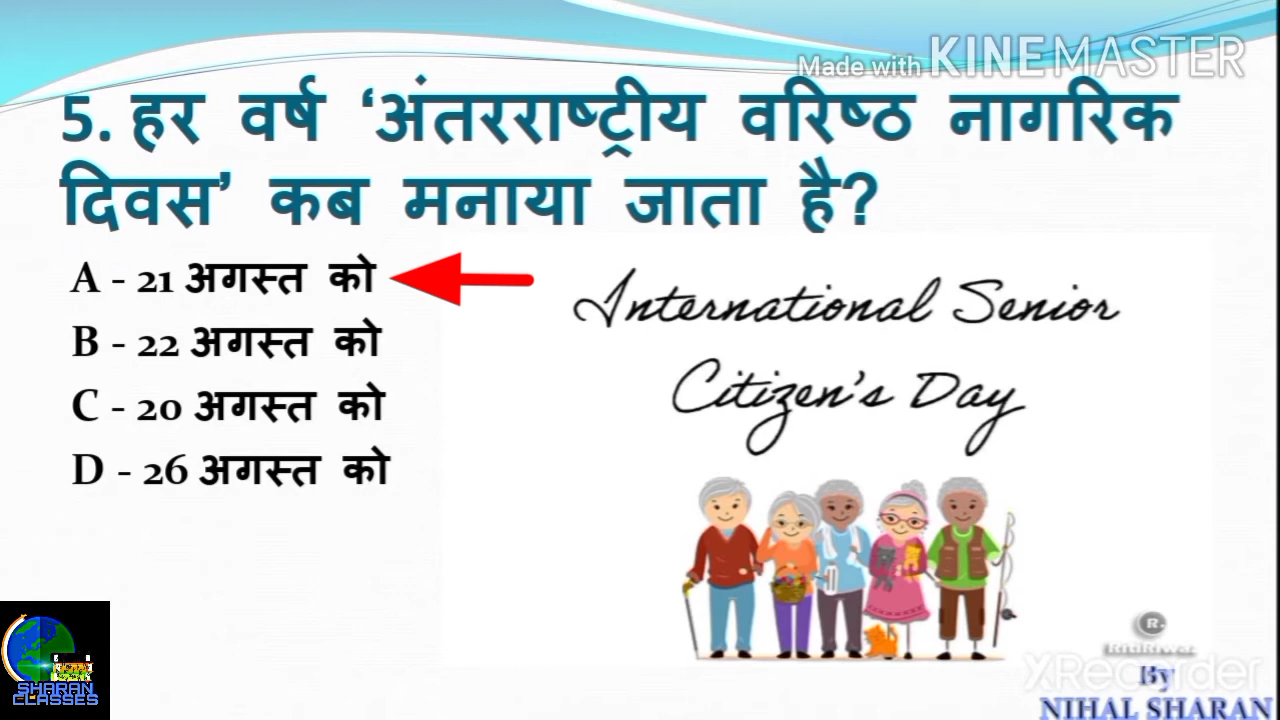 Made with KINEMASTER
5. हर वर्ष ‘अंतरराष्ट्रीय वरिष्ठ नागरिक
दिवस’ कब मनाया जाता है?
A - 21 अगस्त को
B - 22 अगस्त को
C - 20 अगस्त को
D - 26 अगस्त को
International Senior
Citizen's Day
R.
XRecorder
By
NIHAL SHARAN
SHARAN
CLASSES